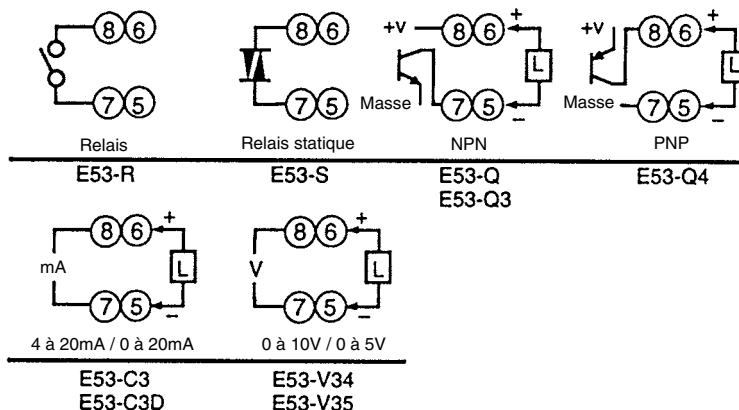 8 6
7 5
Relais
E53-R
8 6
7 5
Relais statique
E53-S
+V 8 6 +
L
Masse 7 5 –
NPN
E53-Q
E53-Q3
+V 8 6 +
L
Masse 7 5 –
PNP
E53-Q4
8 6 +
mA L
7 5 –
4 à 20mA / 0 à 20mA
E53-C3
E53-C3D
8 6 +
V L
7 5 –
0 à 10V / 0 à 5V
E53-V34
E53-V35